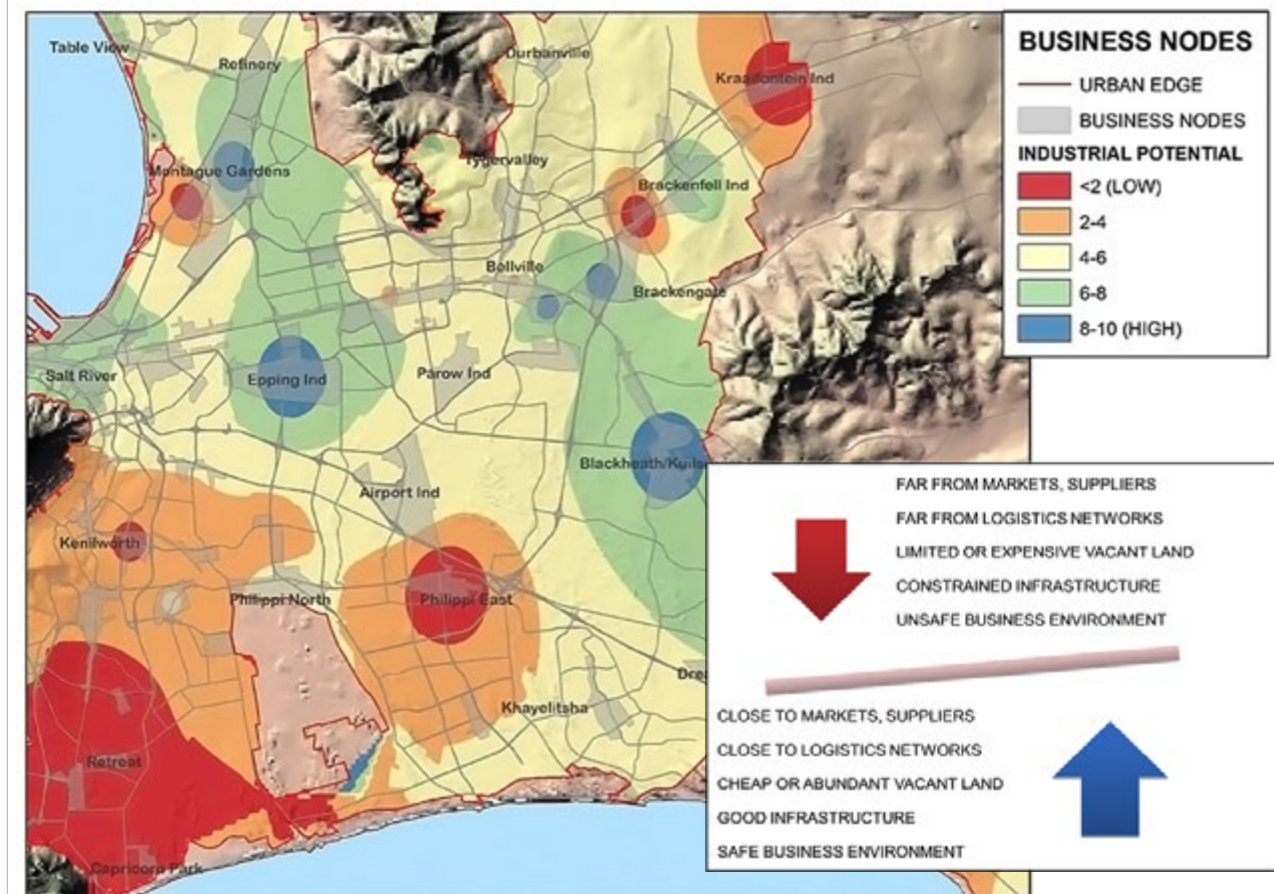 Table View
Refinery
Durbanville
Kraaifontein Ind
Montague Gardens
Tygervalley
Brackenfell Ind
Bellville
Brackengate
Salt River
Epping Ind
Parow Ind
Airport Ind
Kenilworth
Philippi North
Philippi East
Khayelitsha
Retreat
Capricorn Park
BUSINESS NODES
URBAN EDGE
BUSINESS NODES
INDUSTRIAL POTENTIAL
<2 (LOW)
2-4
4-6
6-8
8-10 (HIGH)
FAR FROM MARKETS, SUPPLIERS
FAR FROM LOGISTICS NETWORKS
LIMITED OR EXPENSIVE VACANT LAND
CONSTRAINED INFRASTRUCTURE
UNSAFE BUSINESS ENVIRONMENT
CLOSE TO MARKETS, SUPPLIERS
CLOSE TO LOGISTICS NETWORKS
CHEAP OR ABUNDANT VACANT LAND
GOOD INFRASTRUCTURE
SAFE BUSINESS ENVIRONMENT